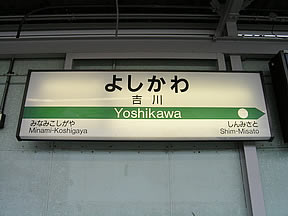 よしかわ
吉川
Yoshikawa
みなみこしがや
Minami-Koshigaya
しんみさと
Shim-Misato